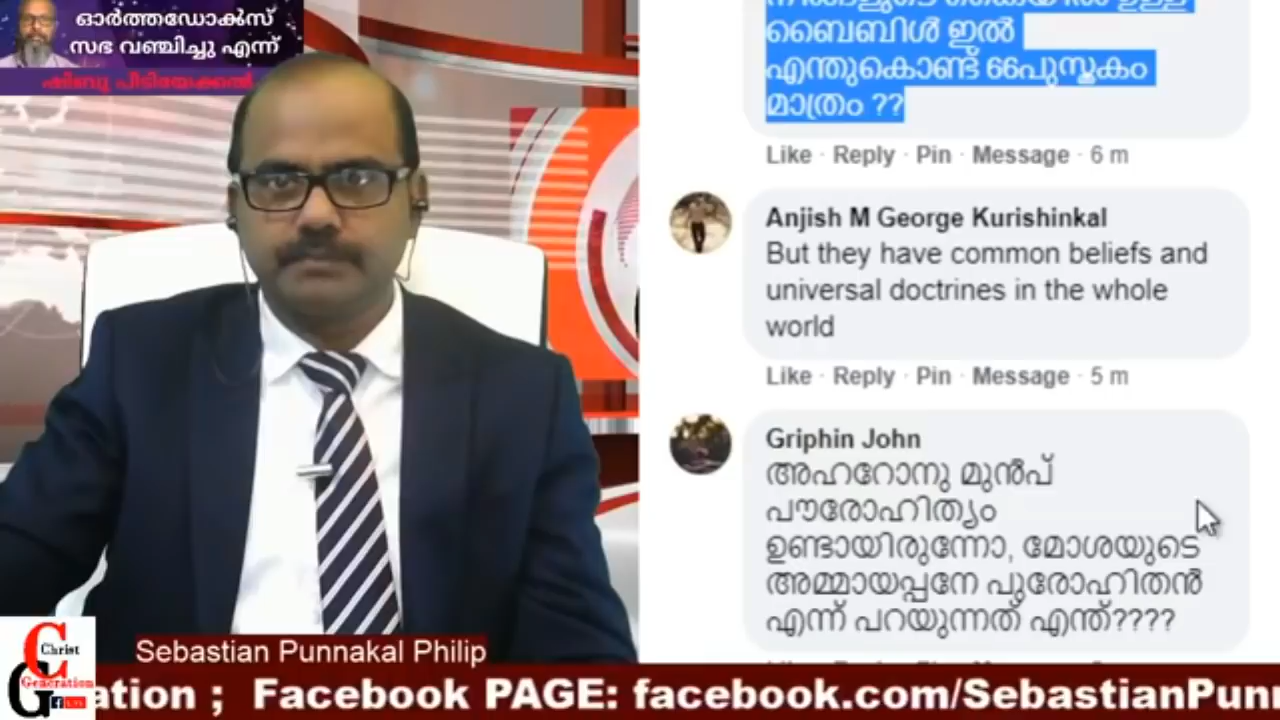 ഓർത്തഡോക്സ്
സഭ വഞ്ചിച്ചു എന്ന്
ഷിബു പീടിയേക്കൽ
ബൈബിൾ ഇൽ
എന്തുകൊണ്ട് 66പുസ്തകം
മാത്രം ??
Like · Reply · Pin · Message · 6 m
Anjish M George Kurishinkal
But they have common beliefs and
universal doctrines in the whole
world
Like · Reply · Pin · Message · 5 m
Griphin John
അഹറോനു മുൻപ്
പൗരോഹിത്യം
ഉണ്ടായിരുന്നോ, മോശയുടെ
അമ്മായപ്പനേ പുരോഹിതൻ
എന്ന് പറയുന്നത് എന്ത്????
Sebastian Punnakal Philip
C Christ
G Generation
ation ; Facebook PAGE: facebook.com/SebastianPunn